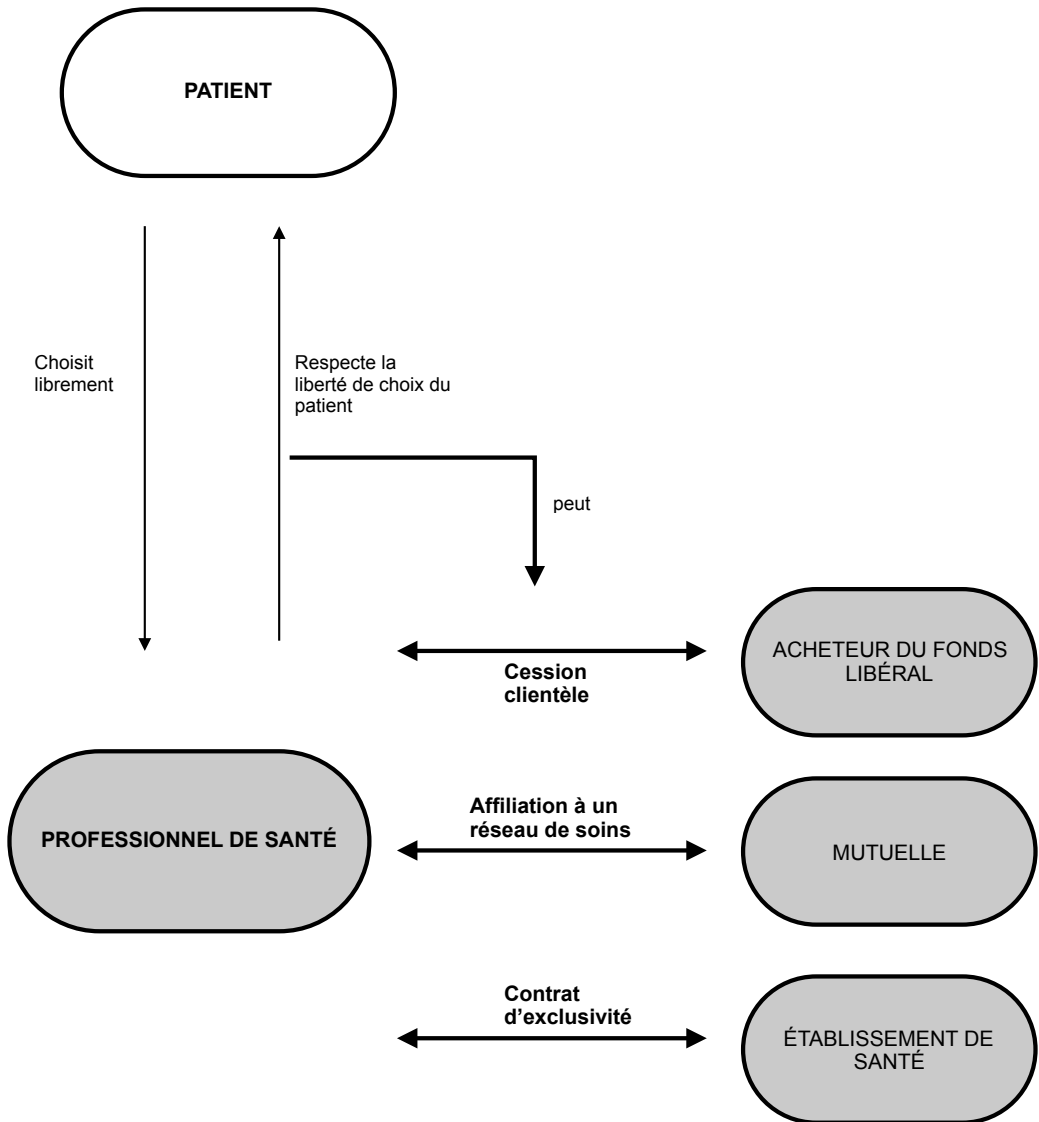 PATIENT
Choisit
librement
Respecte la
liberté de choix du
patient
peut
Cession
clientèle
ACHETEUR DU FONDS
LIBÉRAL
PROFESSIONNEL DE SANTÉ
Affiliation à un
réseau de soins
MUTUELLE
Contrat
d’exclusivité
ÉTABLISSEMENT DE
SANTÉ